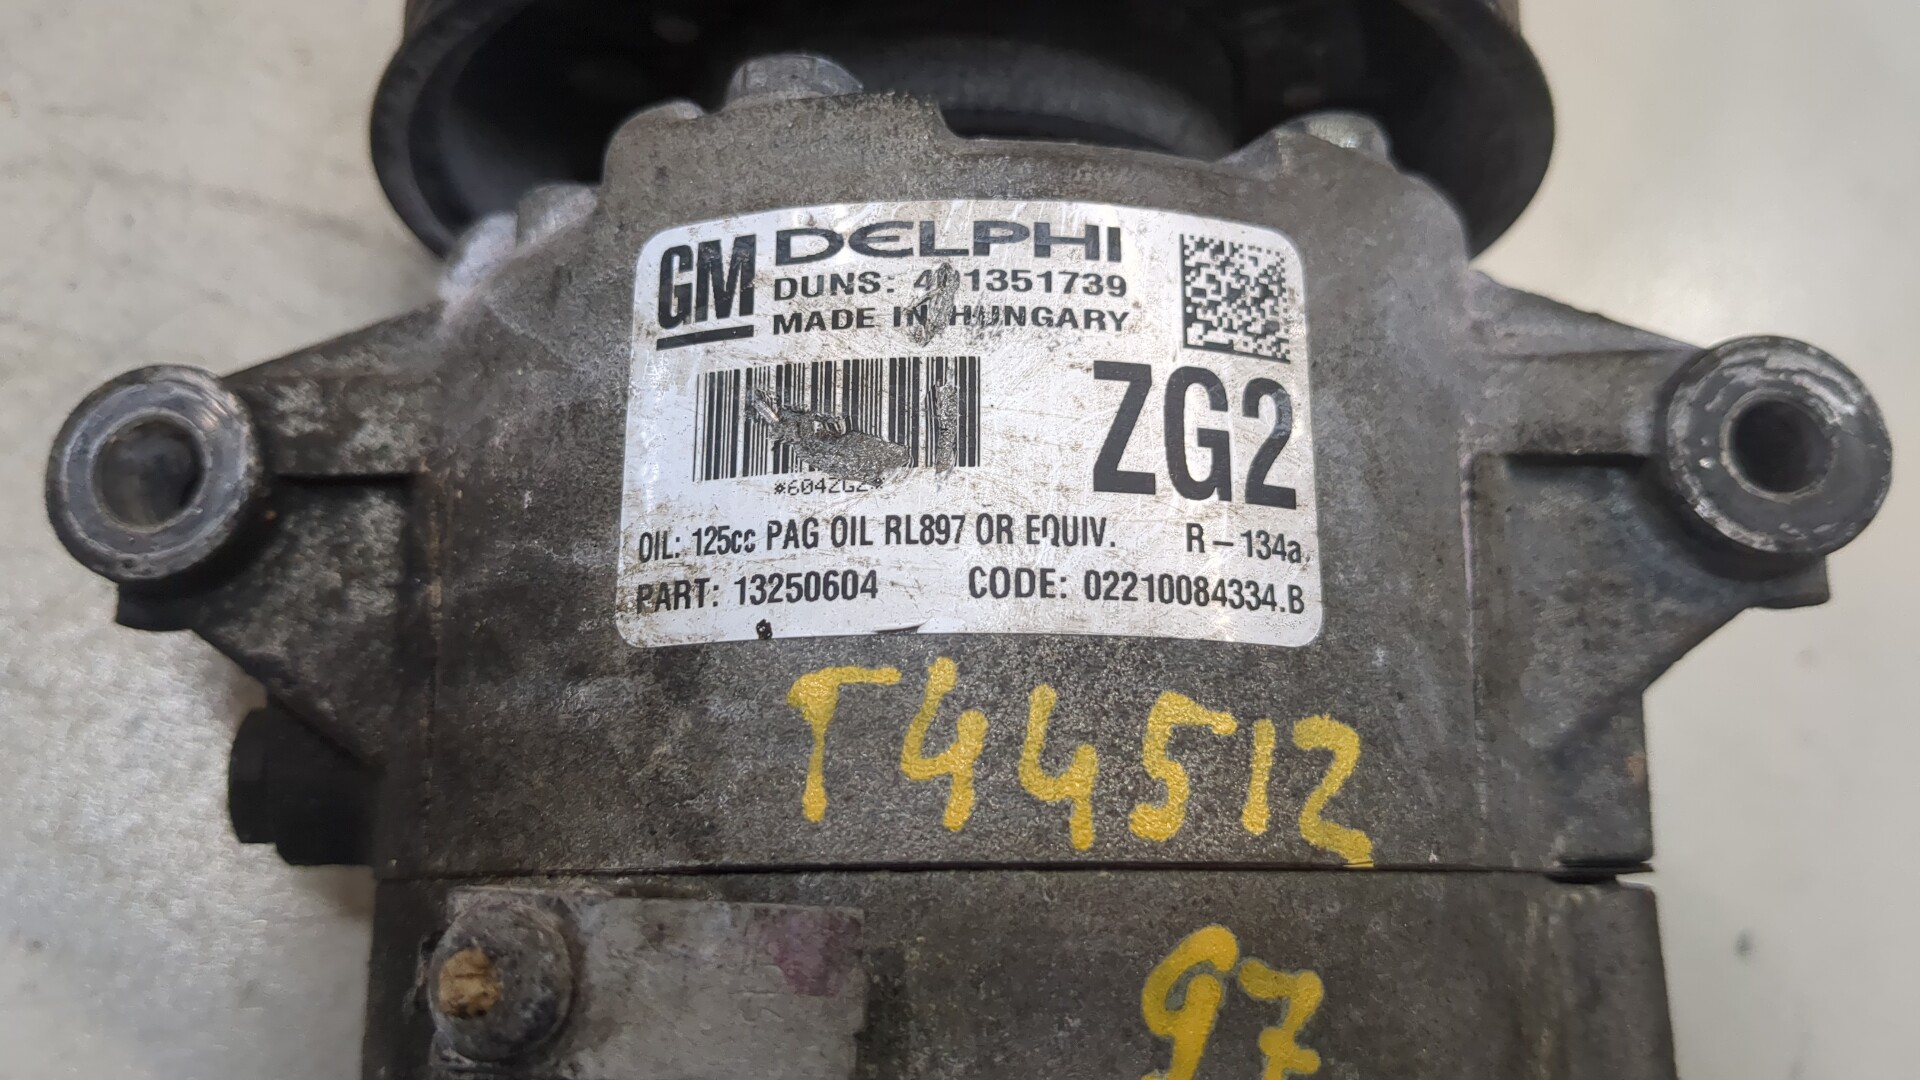 GM DELPHI
DUNS: 401351739
MADE IN HUNGARY
ZG2
*604ZG2*
OIL: 125cc PAG OIL RL897 OR EQUIV. R-134a.
PART: 13250604 CODE: 02210084334.B
T44512
97